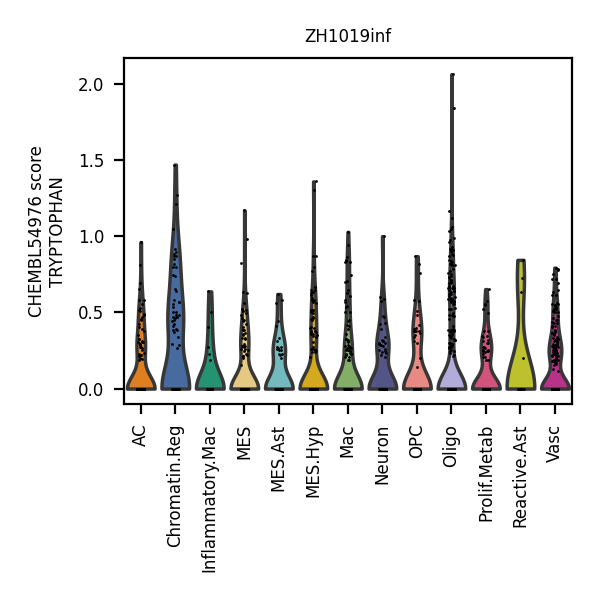 ZH1019inf
CHEMBL54976 score
TRYPTOPHAN
2.0
1.5
1.0
0.5
0.0
AC
Chromatin.Reg
Inflammatory.Mac
MES
MES.Ast
MES.Hyp
Mac
Neuron
OPC
Oligo
Prolif.Metab
Reactive.Ast
Vasc